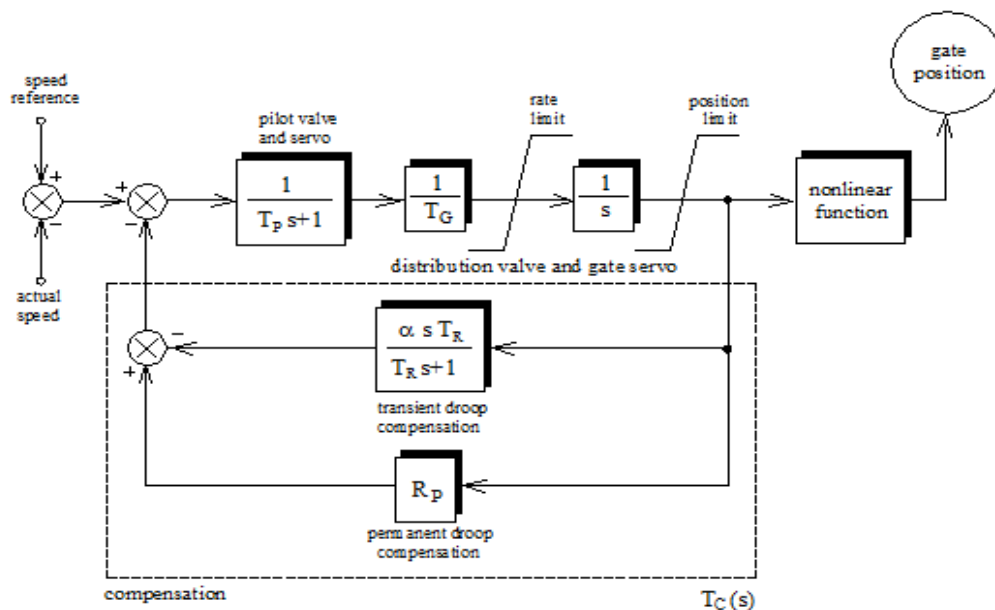 speed
reference
+
−
actual
speed
+
−
pilot valve
and servo
1
T_P s+1
1
T_G
rate
limit
1
s
position
limit
distribution valve and gate servo
nonlinear
function
gate
position
−
+
α s T_R
T_R s+1
transient droop
compensation
R_P
permanent droop
compensation
compensation
T_C(s)